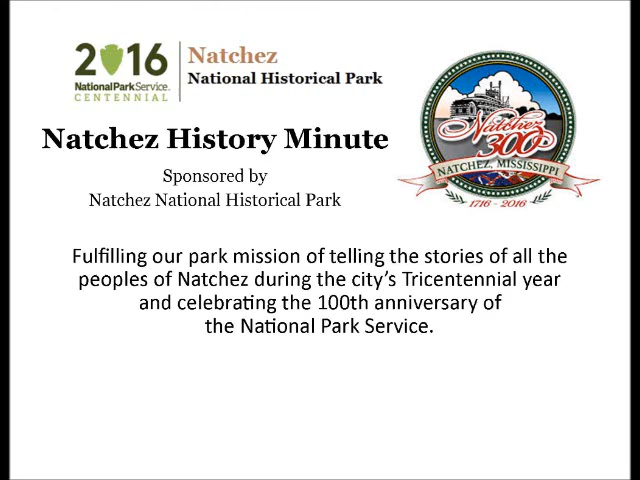 2016
National Park Service
CENTENNIAL
Natchez
National Historical Park
Natchez History Minute
Sponsored by
Natchez National Historical Park
Natchez
300
NATCHEZ, MISSISSIPPI
1716 - 2016
Fulfilling our park mission of telling the stories of all the
peoples of Natchez during the city's Tricentennial year
and celebrating the 100th anniversary of
the National Park Service.